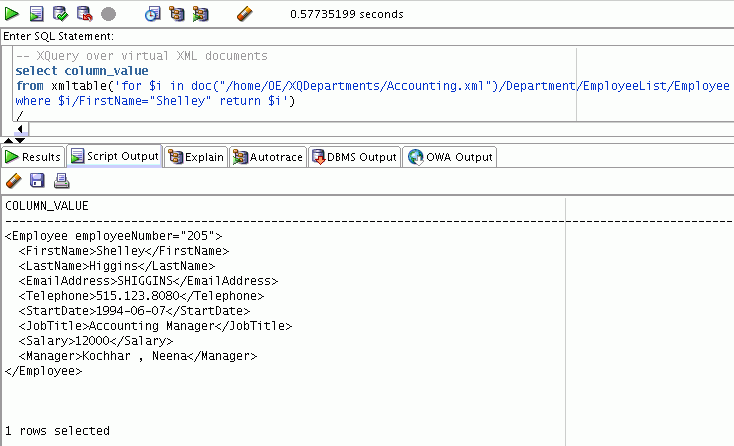 0.57735199 seconds
Enter SQL Statement:
-- XQuery over virtual XML documents
select column_value
from xmltable('for $i in doc("/home/OE/XQDepartments/Accounting.xml")/Department/EmployeeList/Employee
where $i/FirstName="Shelley" return $i')
/
Results Script Output Explain Autotrace DBMS Output OWA Output
COLUMN_VALUE
--------------------------------------------------------------------------------------------------------
<Employee employeeNumber="205">
  <FirstName>Shelley</FirstName>
  <LastName>Higgins</LastName>
  <EmailAddress>SHIGGINS</EmailAddress>
  <Telephone>515.123.8080</Telephone>
  <StartDate>1994-06-07</StartDate>
  <JobTitle>Accounting Manager</JobTitle>
  <Salary>12000</Salary>
  <Manager>Kochhar , Neena</Manager>
</Employee>
1 rows selected